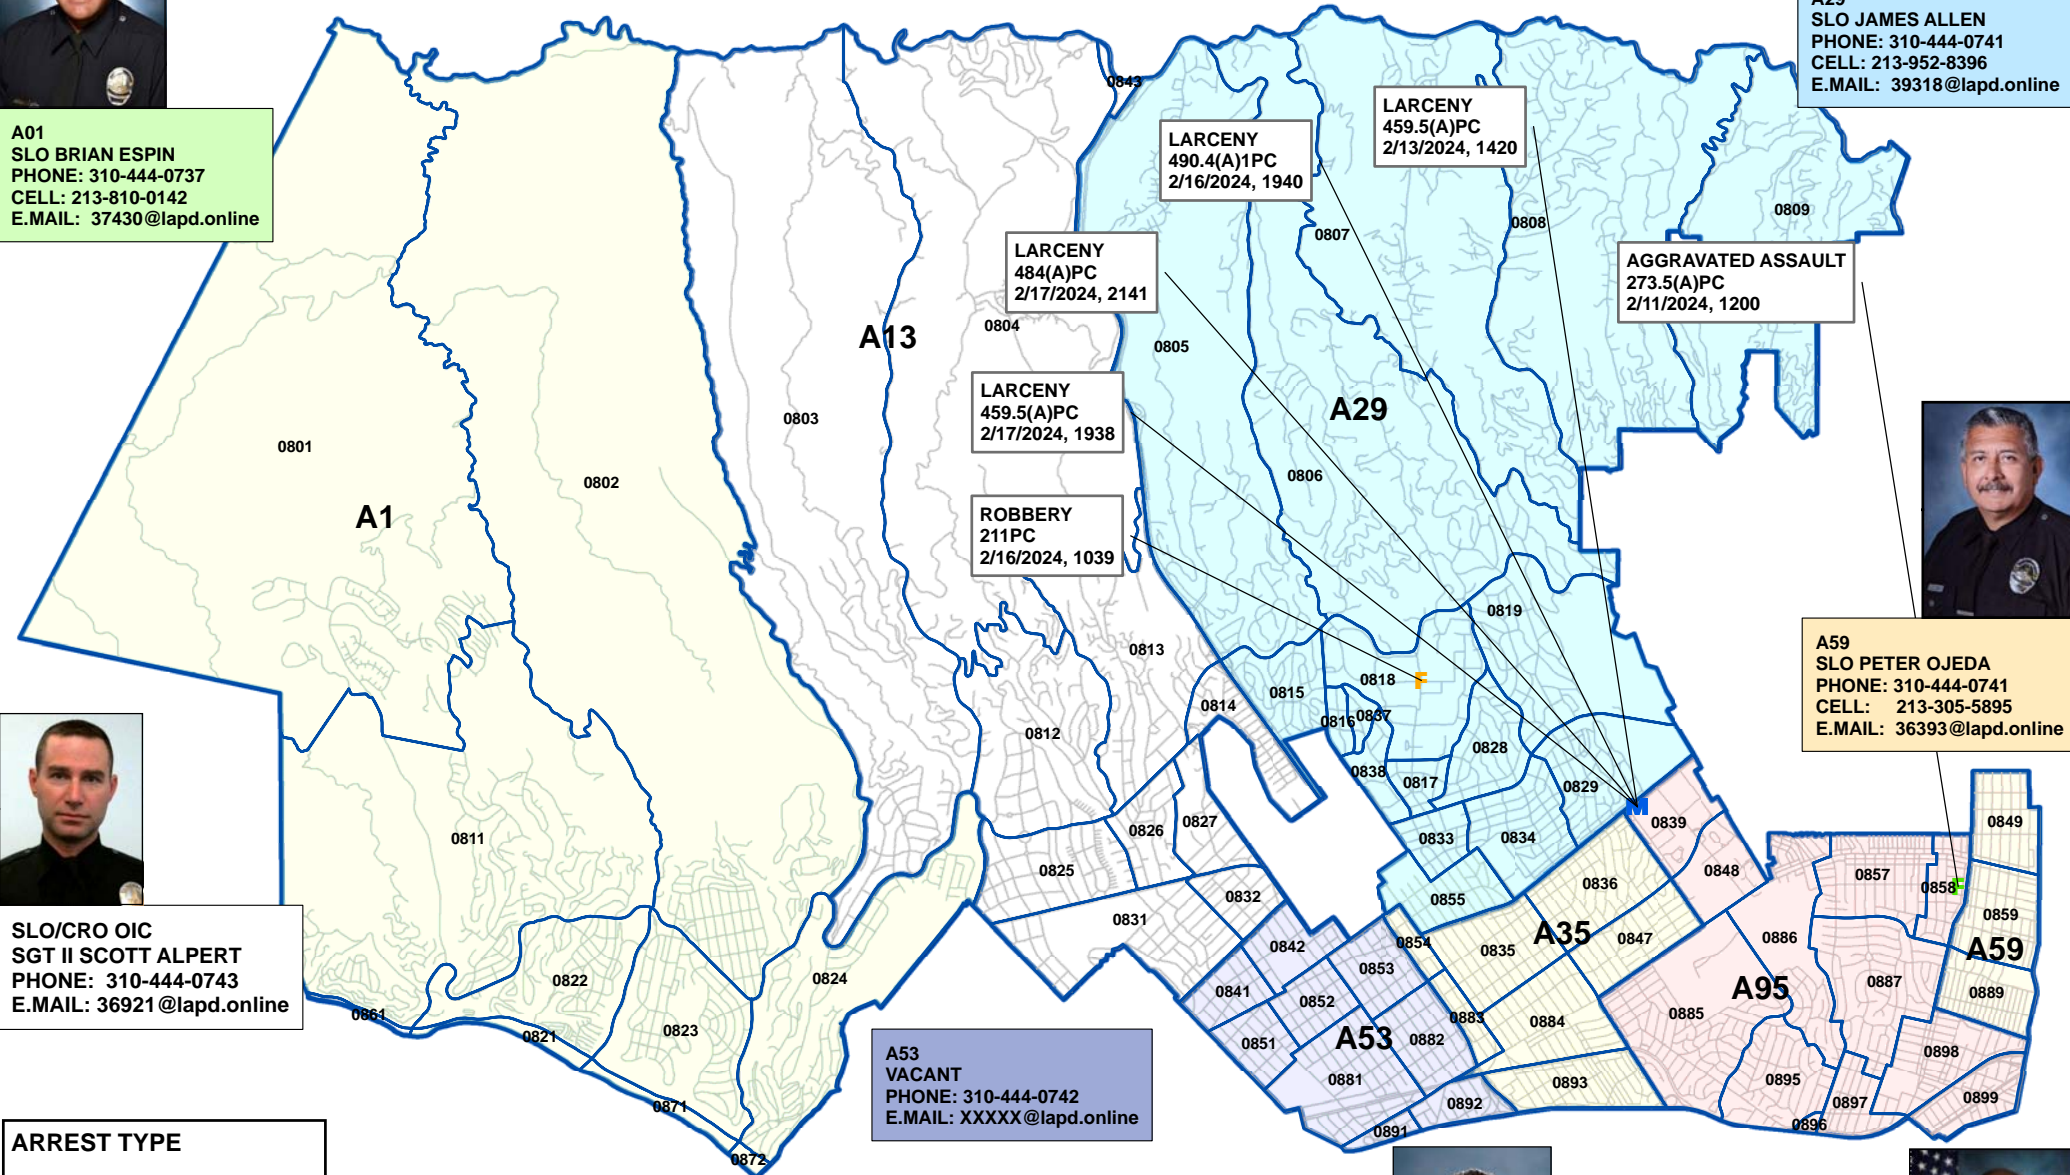 A29
SLO JAMES ALLEN
PHONE: 310-444-0741
CELL: 213-952-8396
E.MAIL: 39318@lapd.online
A01
SLO BRIAN ESPIN
PHONE: 310-444-0737
CELL: 213-810-0142
E.MAIL: 37430@lapd.online
LARCENY
459.5(A)PC
2/13/2024, 1420
LARCENY
490.4(A)1PC
2/16/2024, 1940
LARCENY
484(A)PC
2/17/2024, 2141
AGGRAVATED ASSAULT
273.5(A)PC
2/11/2024, 1200
LARCENY
459.5(A)PC
2/17/2024, 1938
ROBBERY
211PC
2/16/2024, 1039
A59
SLO PETER OJEDA
PHONE: 310-444-0741
CELL: 213-305-5895
E.MAIL: 36393@lapd.online
SLO/CRO OIC
SGT II SCOTT ALPERT
PHONE: 310-444-0743
E.MAIL: 36921@lapd.online
A53
VACANT
PHONE: 310-444-0742
E.MAIL: XXXXX@lapd.online
ARREST TYPE
A1
A13
A29
A35
A53
A59
A95
0843
0809
0808
0807
0804
0805
0803
0801
0802
0806
0819
0813
0818
0815
0814
0816
0837
0812
0828
0838
0817
0829
0839
0849
0826
0827
0833
0834
0811
0825
0848
0857
0858
0836
0832
0855
0831
0859
0842
0854
0835
0847
0886
0853
0822
0824
0887
0841
0852
0889
0861
0885
0883
0884
0823
0821
0851
0882
0898
0881
0893
0895
0899
0871
0892
0897
0896
0891
0872
F
M
F